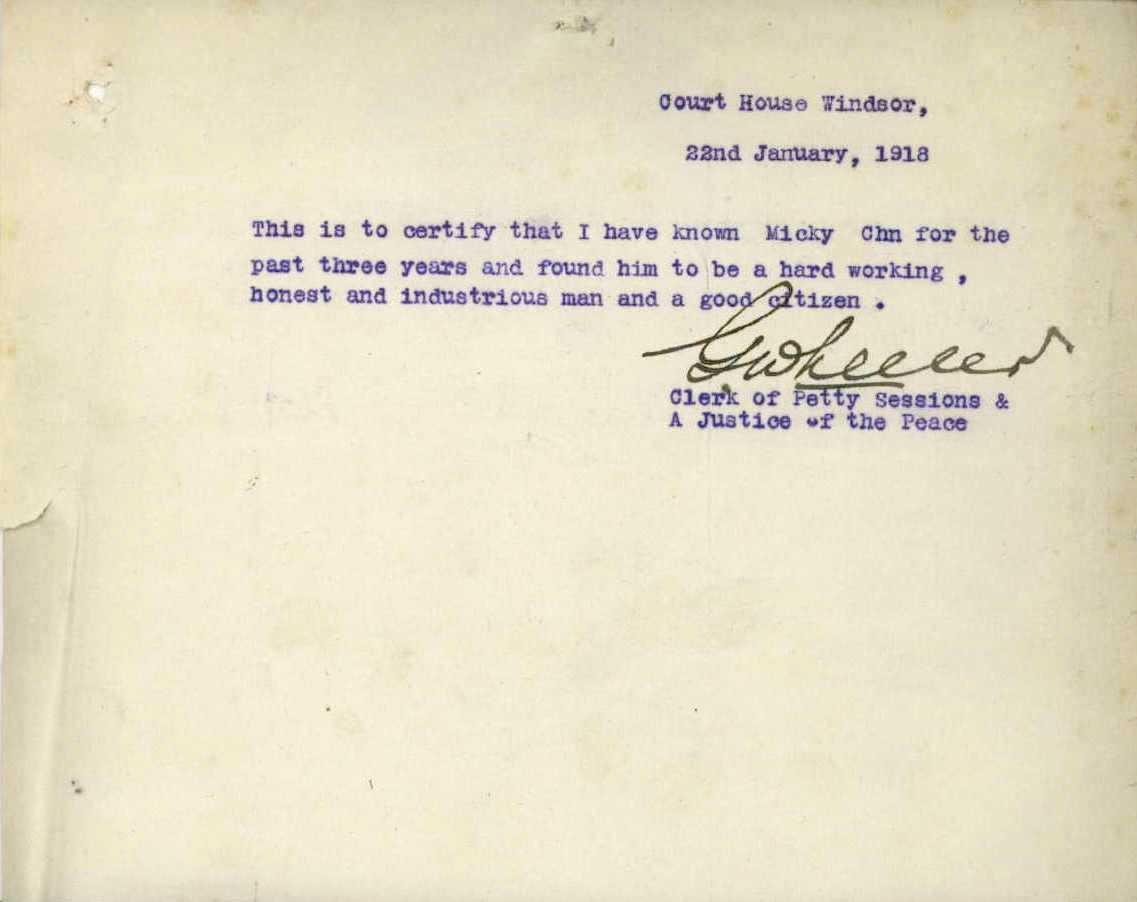 Court House Windsor,
22nd January, 1918
This is to certify that I have known Micky Chn for the
past three years and found him to be a hard working ,
honest and industrious man and a good citizen .
GWheeler
Clerk of Petty Sessions &
A Justice of the Peace